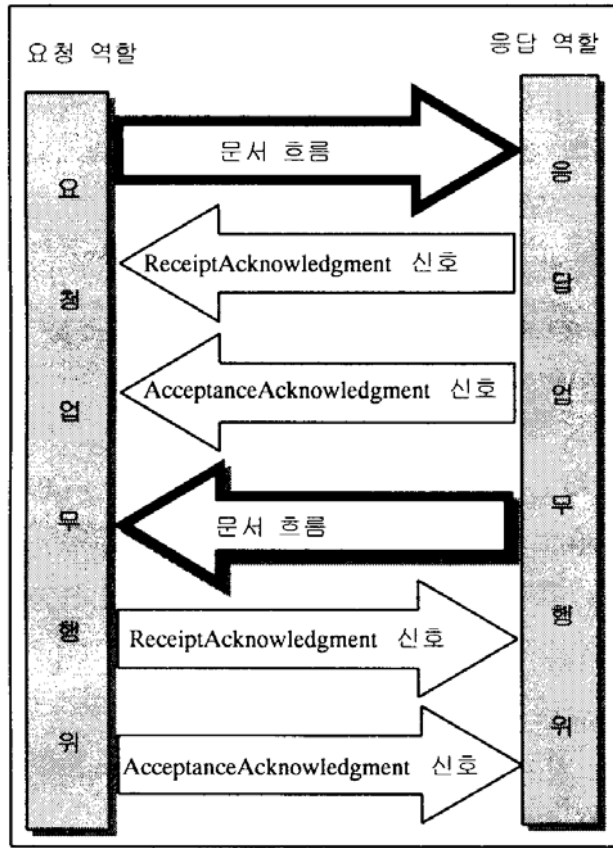 요청 역할
응답 역할
요청업무행위
응답업무행위
문서 흐름
ReceiptAcknowledgment 신호
AcceptanceAcknowledgment 신호
문서 흐름
ReceiptAcknowledgment 신호
AcceptanceAcknowledgment 신호